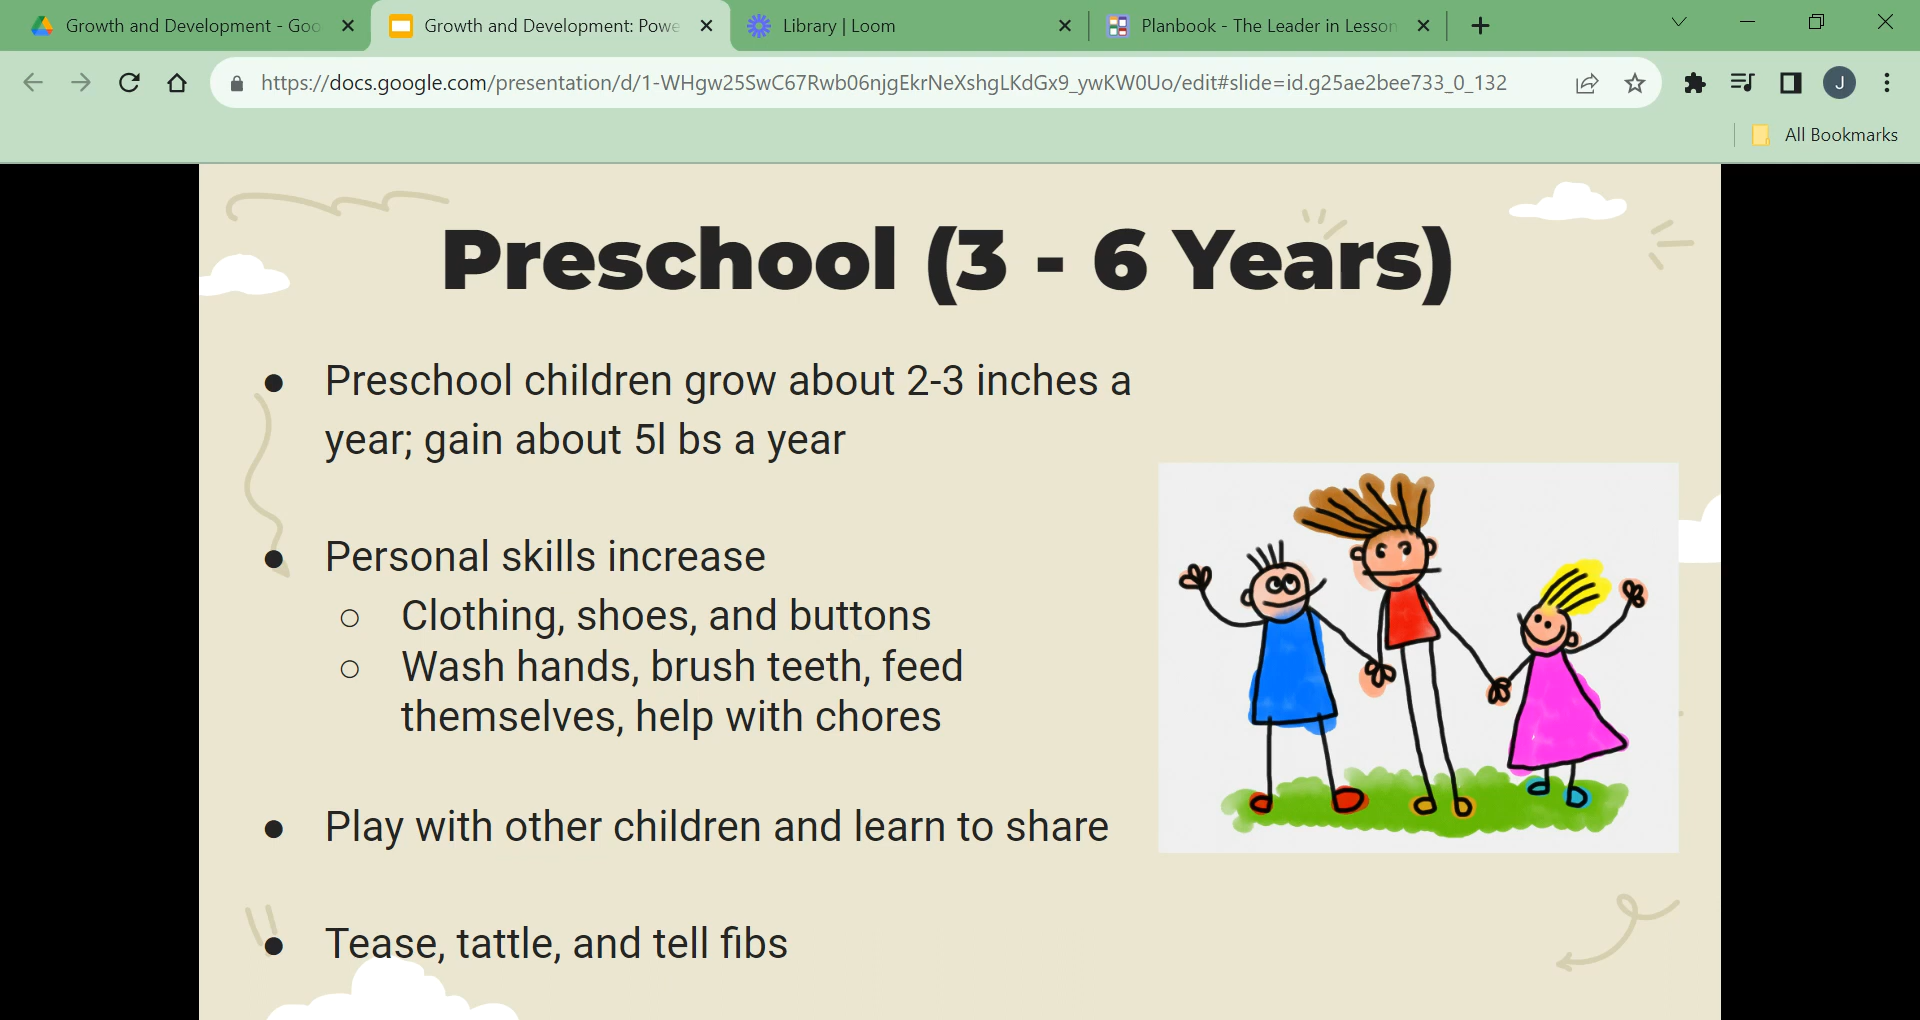 Growth and Development - Goo
Growth and Development: Powe
Library | Loom
Planbook - The Leader in Lesson
https://docs.google.com/presentation/d/1-WHgw25SwC67Rwb06njgEkrNeXshgLKdGx9_ywKW0Uo/edit#slide=id.g25ae2bee733_0_132
J
All Bookmarks
Preschool (3 - 6 Years)
● Preschool children grow about 2-3 inches a
year; gain about 5l bs a year
● Personal skills increase
○ Clothing, shoes, and buttons
○ Wash hands, brush teeth, feed
themselves, help with chores
● Play with other children and learn to share
● Tease, tattle, and tell fibs